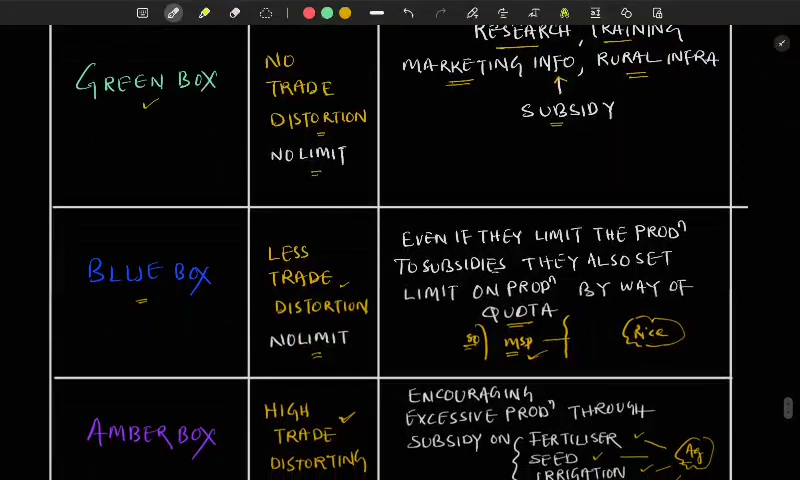 RESEARCH, TRAINING
MARKETING INFO, RURAL INFRA
SUBSIDY
GREEN BOX
NO
TRADE
DISTORTION
NO LIMIT
BLUE BOX
LESS
TRADE
DISTORTION
NO LIMIT
EVEN IF THEY LIMIT THE PRODⁿ
TO SUBSIDIES THEY ALSO SET
LIMIT ON PRODⁿ BY WAY OF
QUOTA
MSP
Rice
AMBER BOX
HIGH
TRADE
DISTORTING
ENCOURAGING
EXCESSIVE PRODⁿ THROUGH
SUBSIDY ON
FERTILISER
SEED
IRRIGATION
Ag